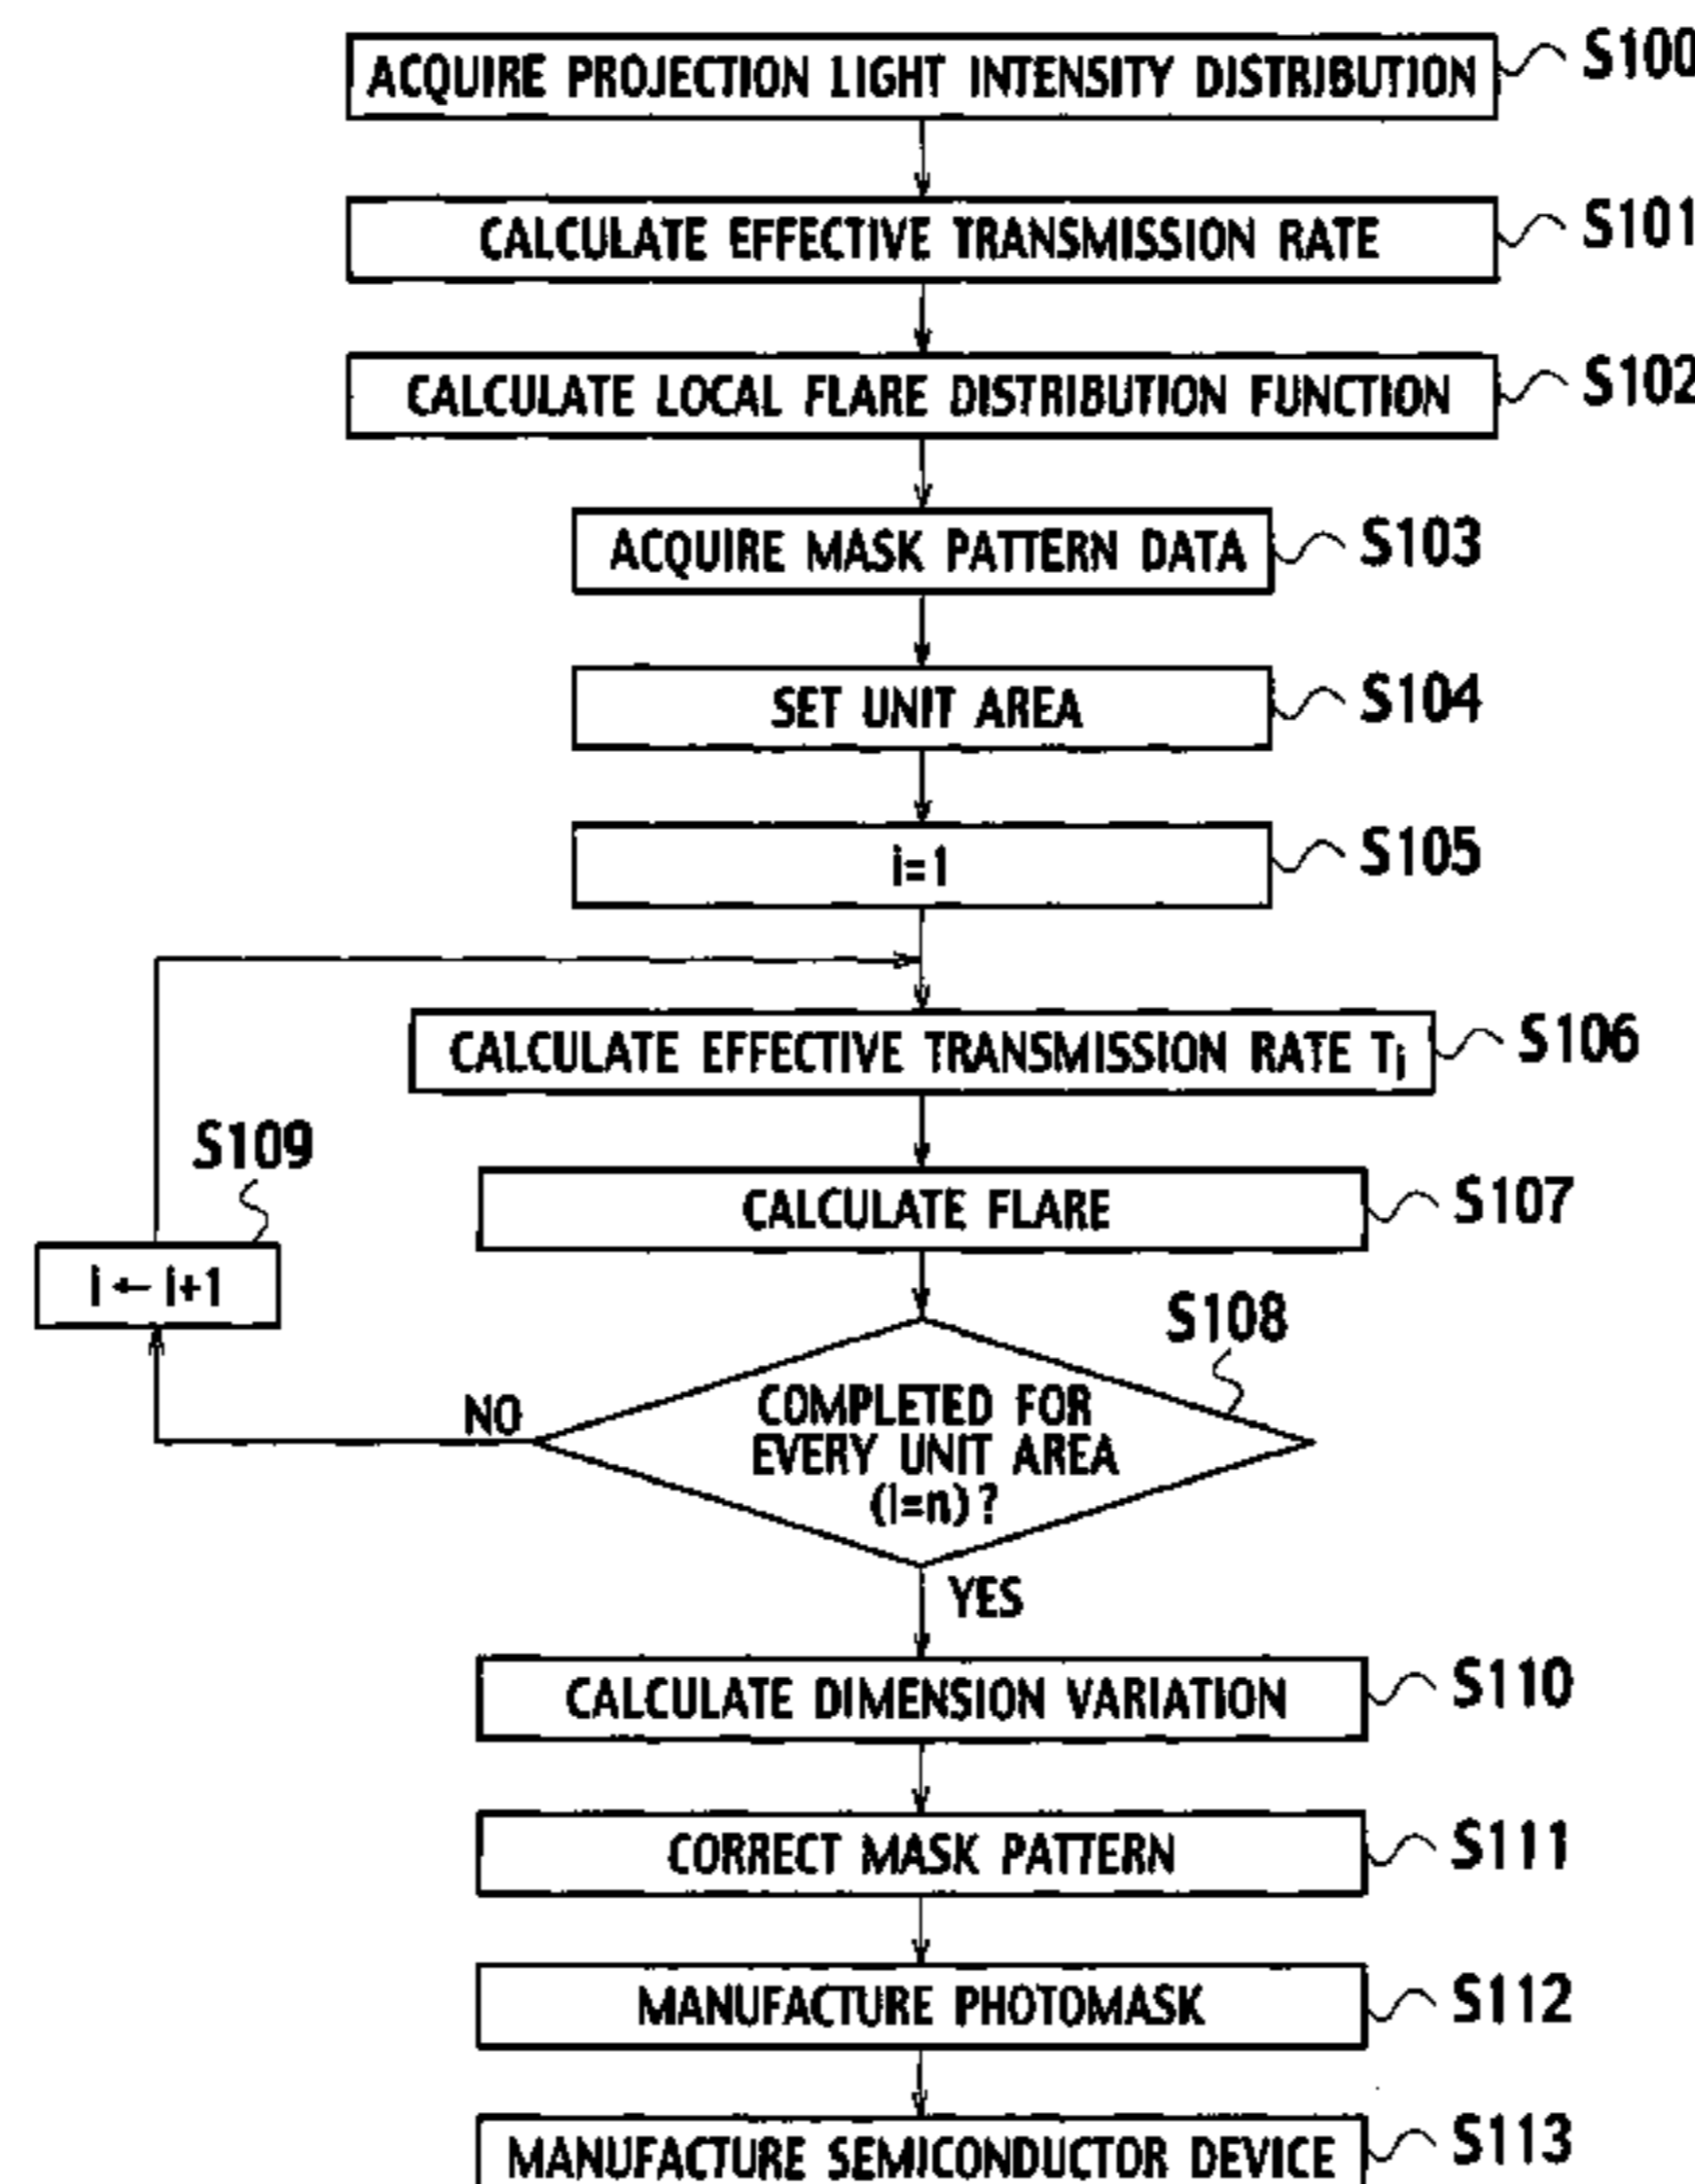 ACQUIRE PROJECTION LIGHT INTENSITY DISTRIBUTION S100
CALCULATE EFFECTIVE TRANSMISSION RATE S101
CALCULATE LOCAL FLARE DISTRIBUTION FUNCTION S102
ACQUIRE MASK PATTERN DATA S103
SET UNIT AREA S104
i=1 S105
CALCULATE EFFECTIVE TRANSMISSION RATE Ti S106
S109
CALCULATE FLARE S107
i ← i+1
S108
NO
COMPLETED FOR
EVERY UNIT AREA
(i=n)?
YES
CALCULATE DIMENSION VARIATION S110
CORRECT MASK PATTERN S111
MANUFACTURE PHOTOMASK S112
MANUFACTURE SEMICONDUCTOR DEVICE S113